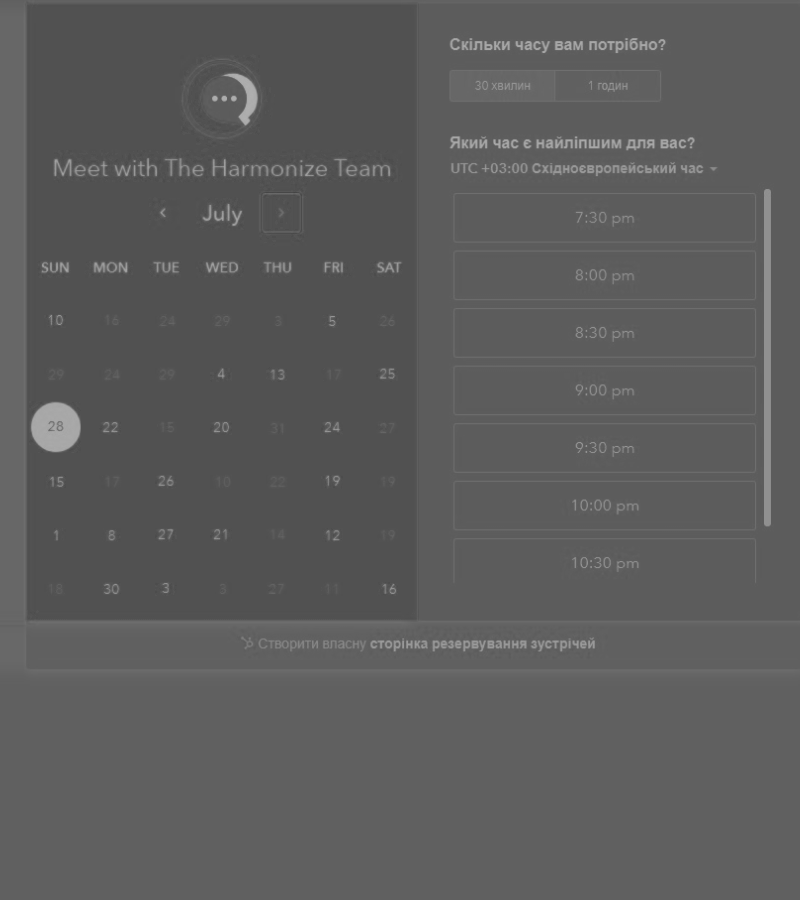 Meet with The Harmonize Team
July
SUN MON TUE WED THU FRI SAT
10 16 24 29 3 5 26
29 24 29 4 13 17 25
28 22 15 20 31 24 27
15 17 26 10 22 19 19
1 8 27 21 14 12 19
18 30 3 3 27 11 16
Скільки часу вам потрібно?
30 хвилин 1 годин
Який час є найліпшим для вас?
UTC +03:00 Східноєвропейський час
7:30 pm
8:00 pm
8:30 pm
9:00 pm
9:30 pm
10:00 pm
10:30 pm
Створити власну сторінка резервування зустрічей